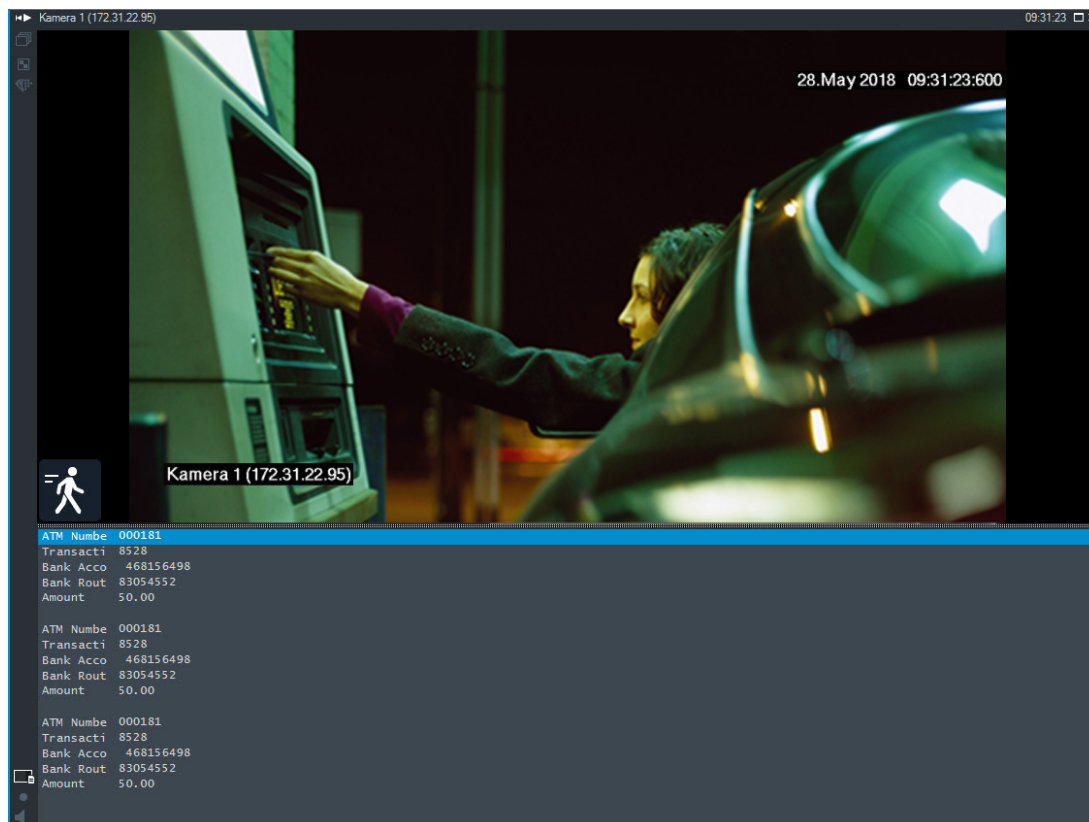 Kamera 1 (172.31.22.95)
09:31:23
28.May 2018 09:31:23:600
Kamera 1 (172.31.22.95)
ATM Numbe 000181
Transacti 8528
Bank Acco 468156498
Bank Rout 83054552
Amount 50.00
ATM Numbe 000181
Transacti 8528
Bank Acco 468156498
Bank Rout 83054552
Amount 50.00
ATM Numbe 000181
Transacti 8528
Bank Acco 468156498
Bank Rout 83054552
Amount 50.00